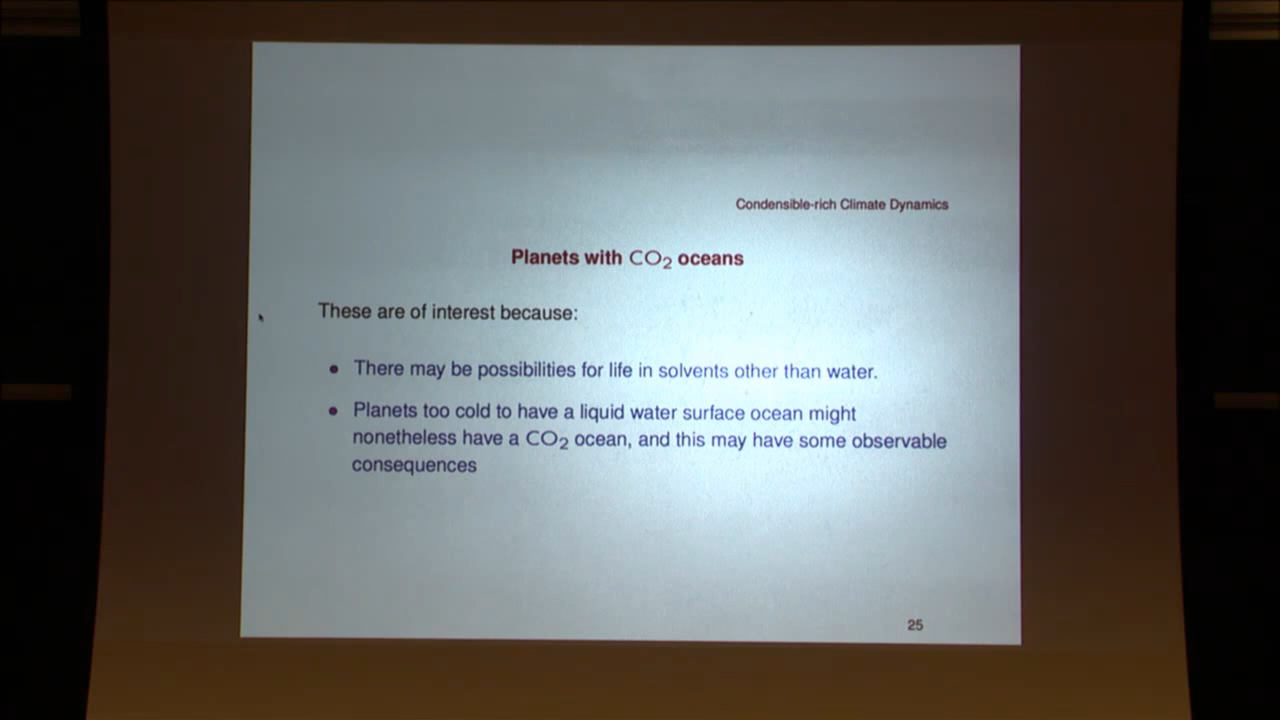 Condensible-rich Climate Dynamics
Planets with CO₂ oceans
These are of interest because:
• There may be possibilities for life in solvents other than water.
• Planets too cold to have a liquid water surface ocean might
nonetheless have a CO₂ ocean, and this may have some observable
consequences
25